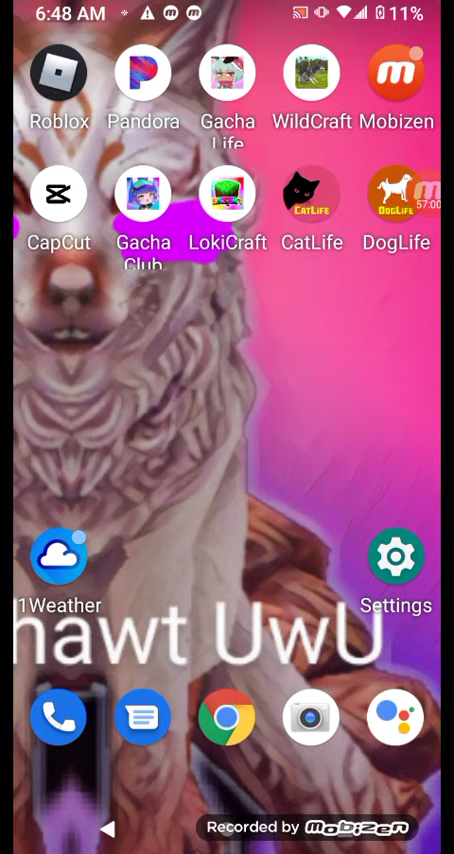 6:48 AM 11%
Roblox Pandora Gacha Life WildCraft Mobizen
CATLIFE DOGLIFE 57:00
CapCut Gacha Club LokiCraft CatLife DogLife
1Weather Settings
hawt UwU
Recorded by Mobizen